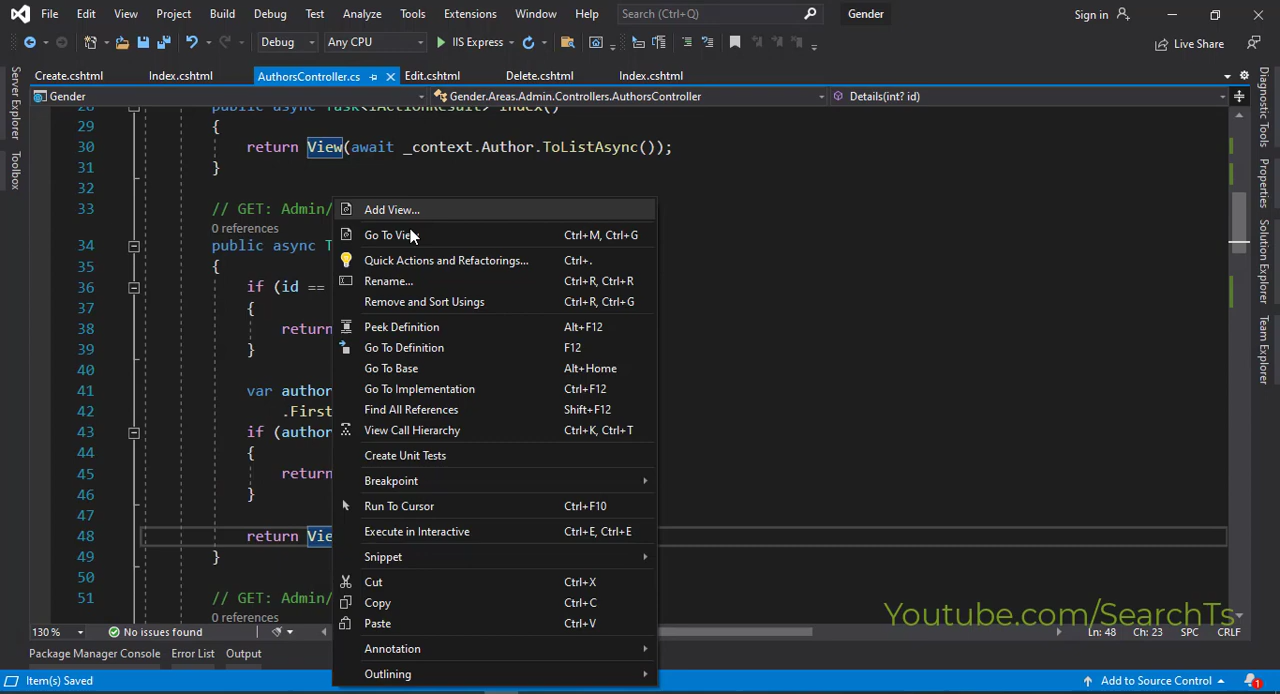 File Edit View Project Build Debug Test Analyze Tools Extensions Window Help Search (Ctrl+Q) Gender Sign in
Debug Any CPU IIS Express Live Share
Create.cshtml Index.cshtml AuthorsController.cs Edit.cshtml Delete.cshtml Index.cshtml
Gender Gender.Areas.Admin.Controllers.AuthorsController Details(int? id)
Server Explorer
Toolbox
Diagnostic Tools
Properties
Solution Explorer
Team Explorer
28 public async Task<IActionResult> Index()
29 {
30 return View(await _context.Author.ToListAsync());
31 }
32
33 // GET: Admin/
0 references
34 public async T
35 {
36 if (id ==
37 {
38 return
39 }
40
41 var author
42 .First
43 if (author
44 {
45 return
46 }
47
48 return Vie
49 }
50
51 // GET: Admin/
0 references
Add View...
Go To View Ctrl+M, Ctrl+G
Quick Actions and Refactorings... Ctrl+.
Rename... Ctrl+R, Ctrl+R
Remove and Sort Usings Ctrl+R, Ctrl+G
Peek Definition Alt+F12
Go To Definition F12
Go To Base Alt+Home
Go To Implementation Ctrl+F12
Find All References Shift+F12
View Call Hierarchy Ctrl+K, Ctrl+T
Create Unit Tests
Breakpoint
Run To Cursor Ctrl+F10
Execute in Interactive Ctrl+E, Ctrl+E
Snippet
Cut Ctrl+X
Copy Ctrl+C
Paste Ctrl+V
Annotation
Outlining
Youtube.com/SearchTs
130 % No issues found Ln: 48 Ch: 23 SPC CRLF
Package Manager Console Error List Output
Item(s) Saved Add to Source Control 1